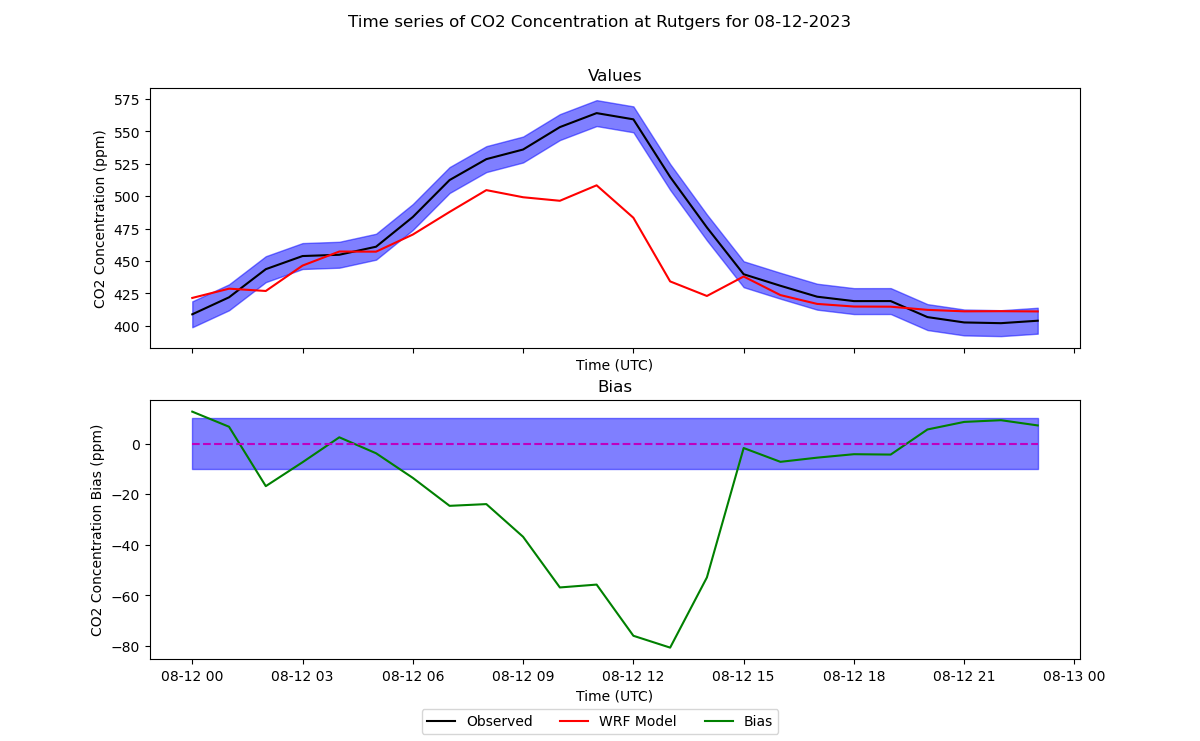 Time series of CO2 Concentration at Rutgers for 08-12-2023
Values
CO2 Concentration (ppm)
575
550
525
500
475
450
425
400
Time (UTC)
Bias
CO2 Concentration Bias (ppm)
0
−20
−40
−60
−80
08-12 00 08-12 03 08-12 06 08-12 09 08-12 12 08-12 15 08-12 18 08-12 21 08-13 00
Time (UTC)
Observed WRF Model Bias